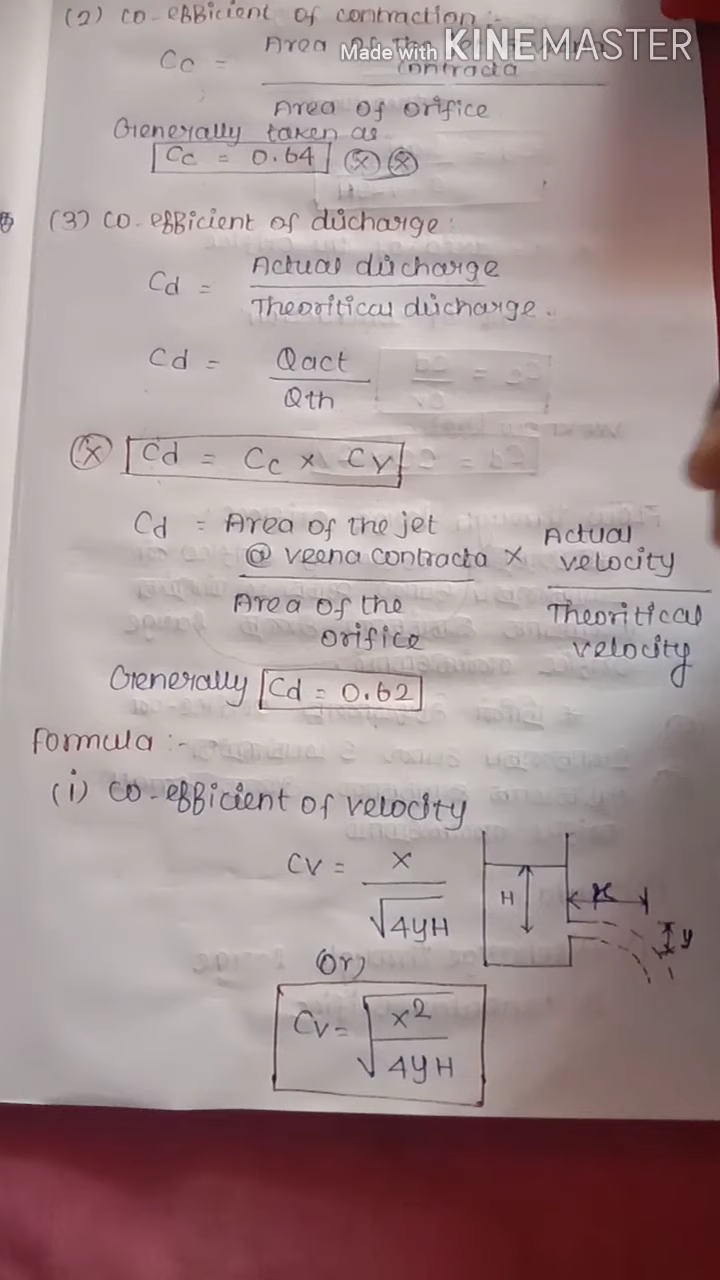 (2) co-efficient of contraction:-
Made with KINEMASTER
Cc = Area of the
contracta
Area of orifice
Generally taken as
Cc = 0.64 (x) (x)
(3) co-efficient of discharge:
Cd = Actual discharge
Theoritical discharge.
Cd = Qact
Qth
(x) Cd = Cc x Cv
Cd = Area of the jet
@ veena contracta x Actual velocity
Area of the orifice
Theoritical velocity
Generally Cd = 0.62
Formula :-
(i) co-efficient of velocity
Cv = x
√4yH
H x y
(or)
Cv = √x²
4yH